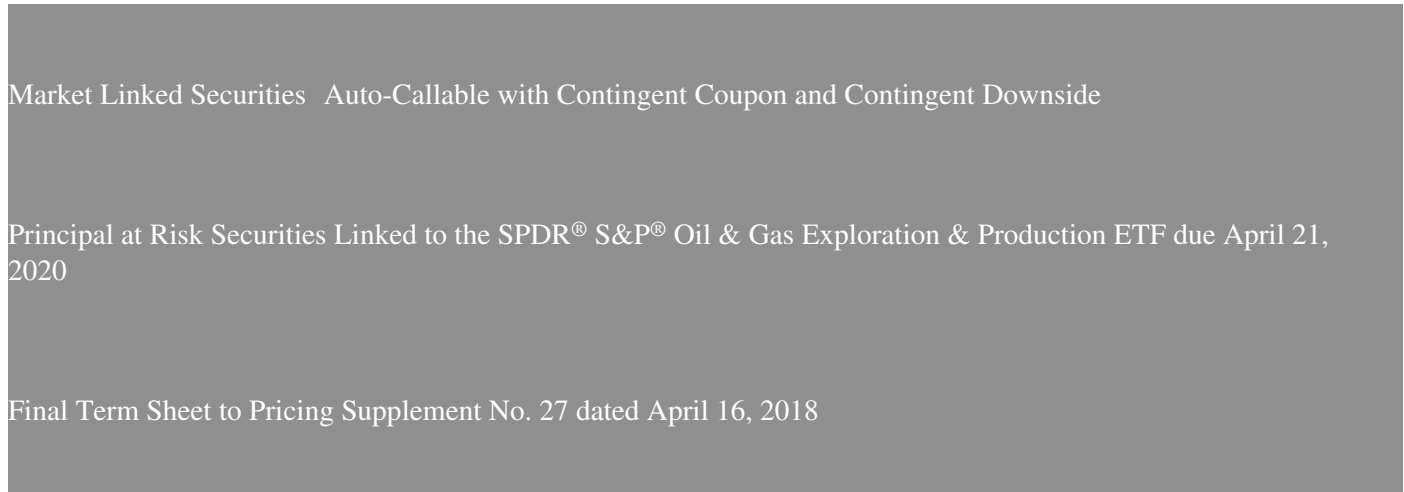 Market Linked Securities Auto-Callable with Contingent Coupon and Contingent Downside
Principal at Risk Securities Linked to the SPDR® S&P® Oil & Gas Exploration & Production ETF due April 21,
2020
Final Term Sheet to Pricing Supplement No. 27 dated April 16, 2018